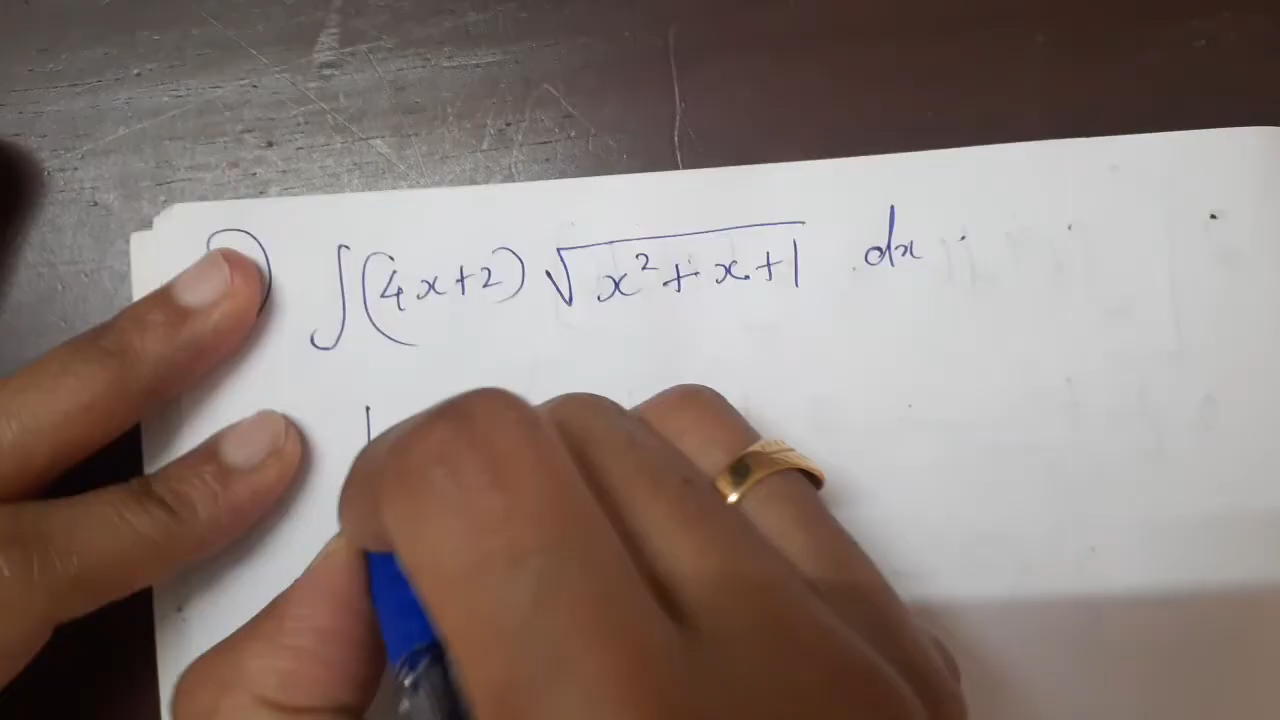 ∫(4x+2) √(x²+x+1) dx